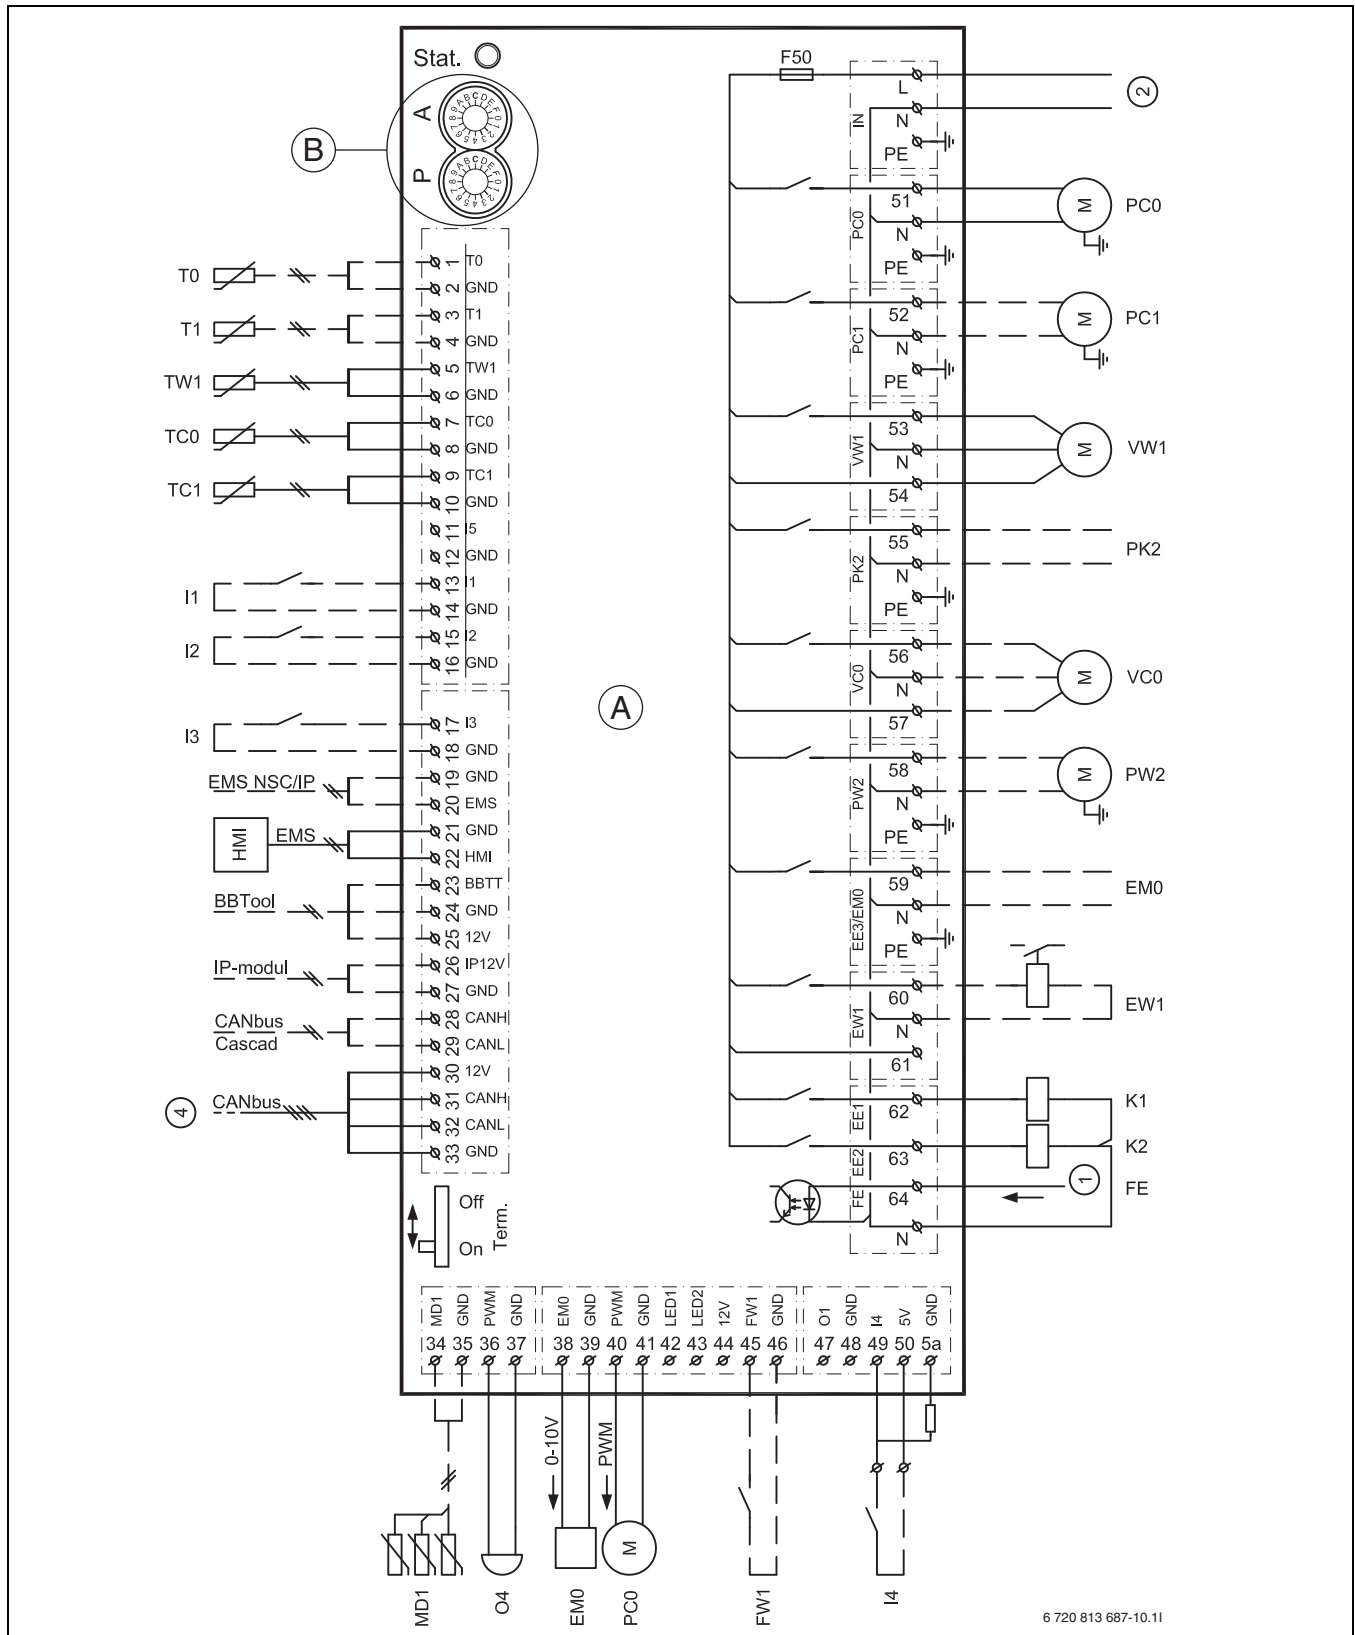 Stat.
A
P
9ABCDEF012345678
9ABCDEF012345678
B
A
F50
2
4
1
T0
T1
TW1
TC0
TC1
I1
I2
I3
EMS NSC/IP
HMI
EMS
BBTool
IP-modul
CANbus
Cascad
CANbus
1 T0
2 GND
3 T1
4 GND
5 TW1
6 GND
7 TC0
8 GND
9 TC1
10 GND
11 I5
12 GND
13 I1
14 GND
15 I2
16 GND
17 I3
18 GND
19 GND
20 EMS
21 GND
22 HMI
23 BBTT
24 GND
25 12V
26 IP12V
27 GND
28 CANH
29 CANL
30 12V
31 CANH
32 CANL
33 GND
Off
On
Term.
IN
L
N
PE
PC0
51
N
PE
M
PC0
PC1
52
N
PE
M
PC1
VW1
53
N
54
M
VW1
PK2
55
N
PE
PK2
VC0
56
N
57
M
VC0
PW2
58
N
PE
M
PW2
EE3/EM0
59
N
PE
EM0
EW1
60
N
61
EW1
EE1
62
K1
EE2
63
K2
FE
64
N
FE
MD1 GND PWM GND
34 35 36 37
EM0 GND PWM GND LED1 LED2 12V FW1 GND
38 39 40 41 42 43 44 45 46
O1 GND I4 5V GND
47 48 49 50 5a
0-10V
PWM
M
MD1
O4
EM0
PC0
FW1
I4
6 720 813 687-10.1I